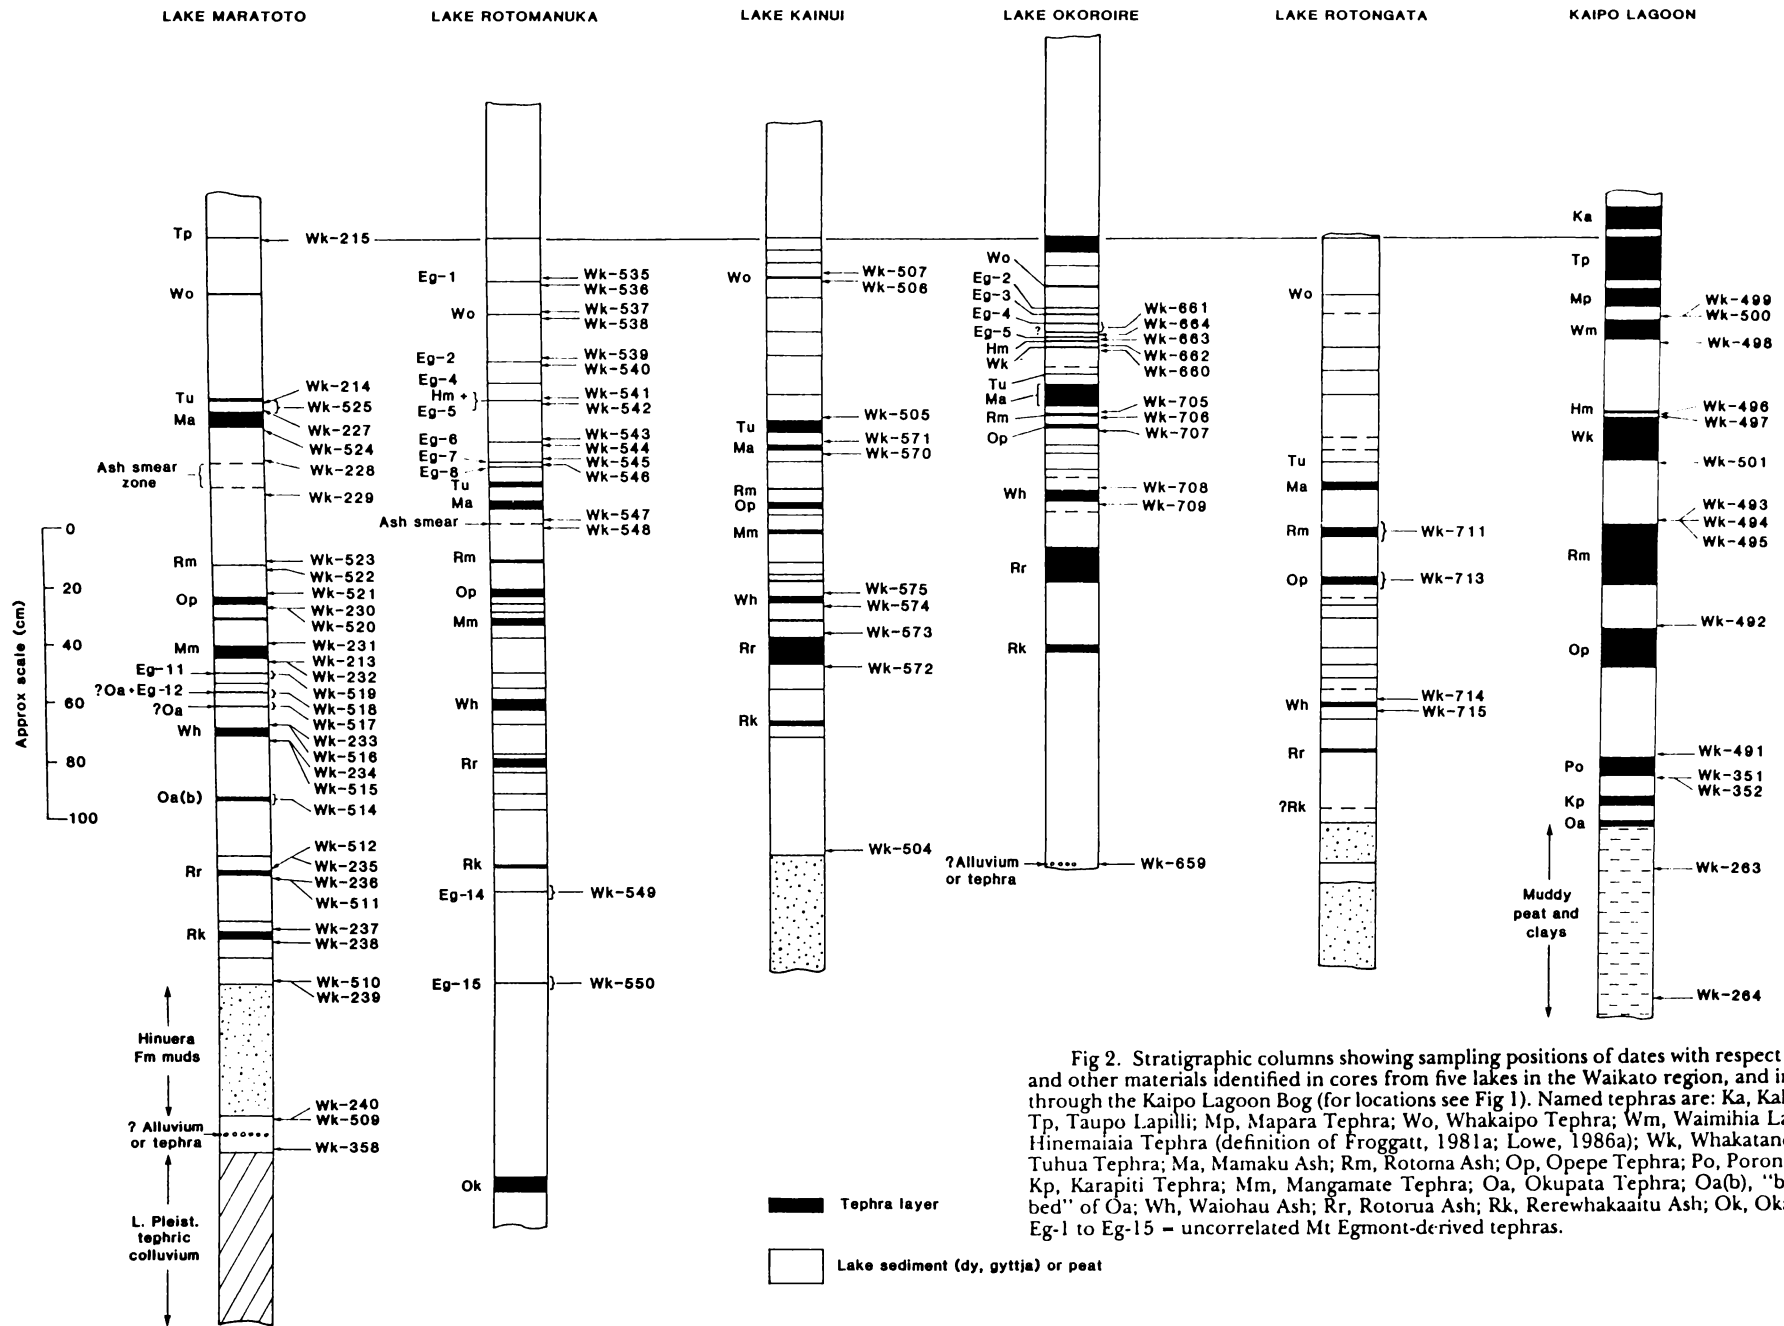 LAKE MARATOTO
LAKE ROTOMANUKA
LAKE KAINUI
LAKE OKOROIRE
LAKE ROTONGATA
KAIPO LAGOON
Tp
Wo
Tu
Ma
Ash smear
zone
Rm
Op
Mm
Eg-11
?Oa+Eg-12
?Oa
Wh
Oa(b)
Rr
Rk
Hinuera
Fm muds
? Alluvium
or tephra
L. Pleist.
tephric
colluvium
Wk-215
Wk-214
Wk-525
Wk-227
Wk-524
Wk-228
Wk-229
Wk-523
Wk-522
Wk-521
Wk-230
Wk-520
Wk-231
Wk-213
Wk-232
Wk-519
Wk-518
Wk-517
Wk-233
Wk-516
Wk-234
Wk-515
Wk-514
Wk-512
Wk-235
Wk-236
Wk-511
Wk-237
Wk-238
Wk-510
Wk-239
Wk-240
Wk-509
Wk-358
Approx scale (cm)
0
20
40
60
80
100
Eg-1
Wo
Eg-2
Eg-4
Hm +
Eg-5
Eg-6
Eg-7
Eg-8
Tu
Ma
Ash smear
Rm
Op
Mm
Wh
Rr
Rk
Eg-14
Eg-15
Ok
Wk-535
Wk-536
Wk-537
Wk-538
Wk-539
Wk-540
Wk-541
Wk-542
Wk-543
Wk-544
Wk-545
Wk-546
Wk-547
Wk-548
Wk-549
Wk-550
Wo
Tu
Ma
Rm
Op
Mm
Wh
Rr
Rk
Wk-507
Wk-506
Wk-505
Wk-571
Wk-570
Wk-575
Wk-574
Wk-573
Wk-572
Wk-504
Wo
Eg-2
Eg-3
Eg-4
?
Eg-5
Hm
Wk
Tu
Ma
Rm
Op
Wh
Rr
Rk
?Alluvium
or tephra
Wk-661
Wk-664
Wk-663
Wk-662
Wk-660
Wk-705
Wk-706
Wk-707
Wk-708
Wk-709
Wk-659
Wo
Tu
Ma
Rm
Op
Wh
Rr
?Rk
Wk-711
Wk-713
Wk-714
Wk-715
Ka
Tp
Mp
Wm
Hm
Wk
Rm
Op
Po
Kp
Oa
Muddy
peat and
clays
Wk-499
Wk-500
Wk-498
Wk-496
Wk-497
Wk-501
Wk-493
Wk-494
Wk-495
Wk-492
Wk-491
Wk-351
Wk-352
Wk-263
Wk-264
Tephra layer
Lake sediment (dy, gyttja) or peat
Fig 2. Stratigraphic columns showing sampling positions of dates with respect
and other materials identified in cores from five lakes in the Waikato region, and
through the Kaipo Lagoon Bog (for locations see Fig 1). Named tephras are: Ka,
Tp, Taupo Lapilli; Mp, Mapara Tephra; Wo, Whakaipo Tephra; Wm, Waimihia
Hinemaiaia Tephra (definition of Froggatt, 1981a; Lowe, 1986a); Wk,
Tuhua Tephra; Ma, Mamaku Ash; Rm, Rotoma Ash; Op, Opepe Tephra; Po,
Kp, Karapiti Tephra; Mm, Mangamate Tephra; Oa, Okupata Tephra; Oa(b),
bed" of Oa; Wh, Waiohau Ash; Rr, Rotorua Ash; Rk, Rerewhakaaitu Ash; Ok,
Eg-1 to Eg-15 = uncorrelated Mt Egmont-derived tephras.